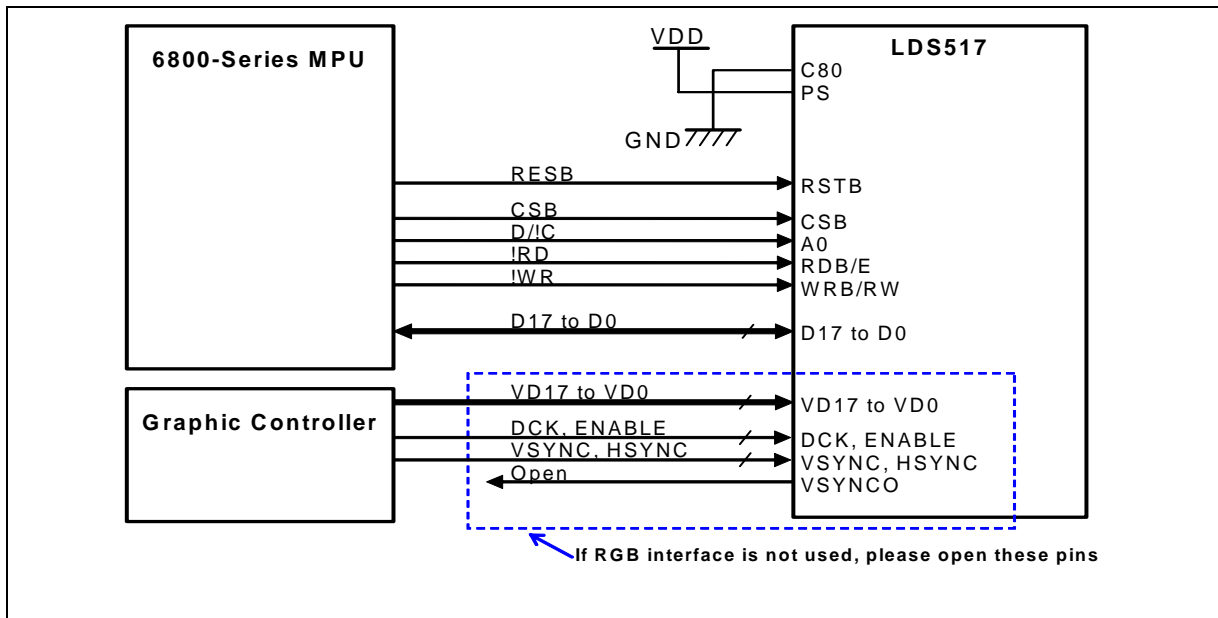 6800-Series MPU
VDD
LDS517
C80
PS
GND
RESB
RSTB
CSB
CSB
D/!C
A0
!RD
RDB/E
!WR
WRB/RW
D17 to D0
D17 to D0
Graphic Controller
VD17 to VD0
VD17 to VD0
DCK, ENABLE
DCK, ENABLE
VSYNC, HSYNC
VSYNC, HSYNC
Open
VSYNCO
If RGB interface is not used, please open these pins